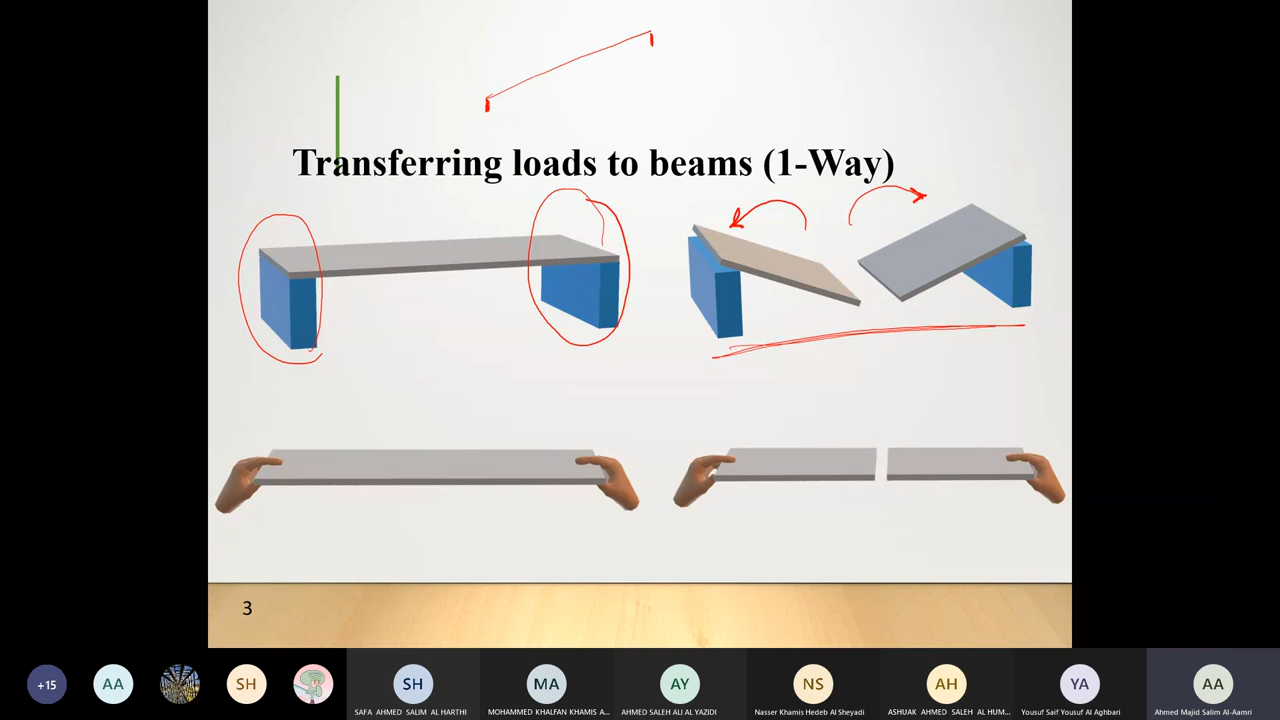 Transferring loads to beams (1-Way)
3
+15
AA
SH
SH
MA
AY
NS
AH
YA
AA
SAFA AHMED SALIM AL HARTHI
MOHAMMED KHALFAN KHAMIS A...
AHMED SALEH ALI AL YAZIDI
Nasser Khamis Hedeb Al Sheyadi
ASHUAK AHMED SALEH AL HUM...
Yousuf Saif Yousuf Al Aghbari
Ahmed Majid Salim Al-Aamri